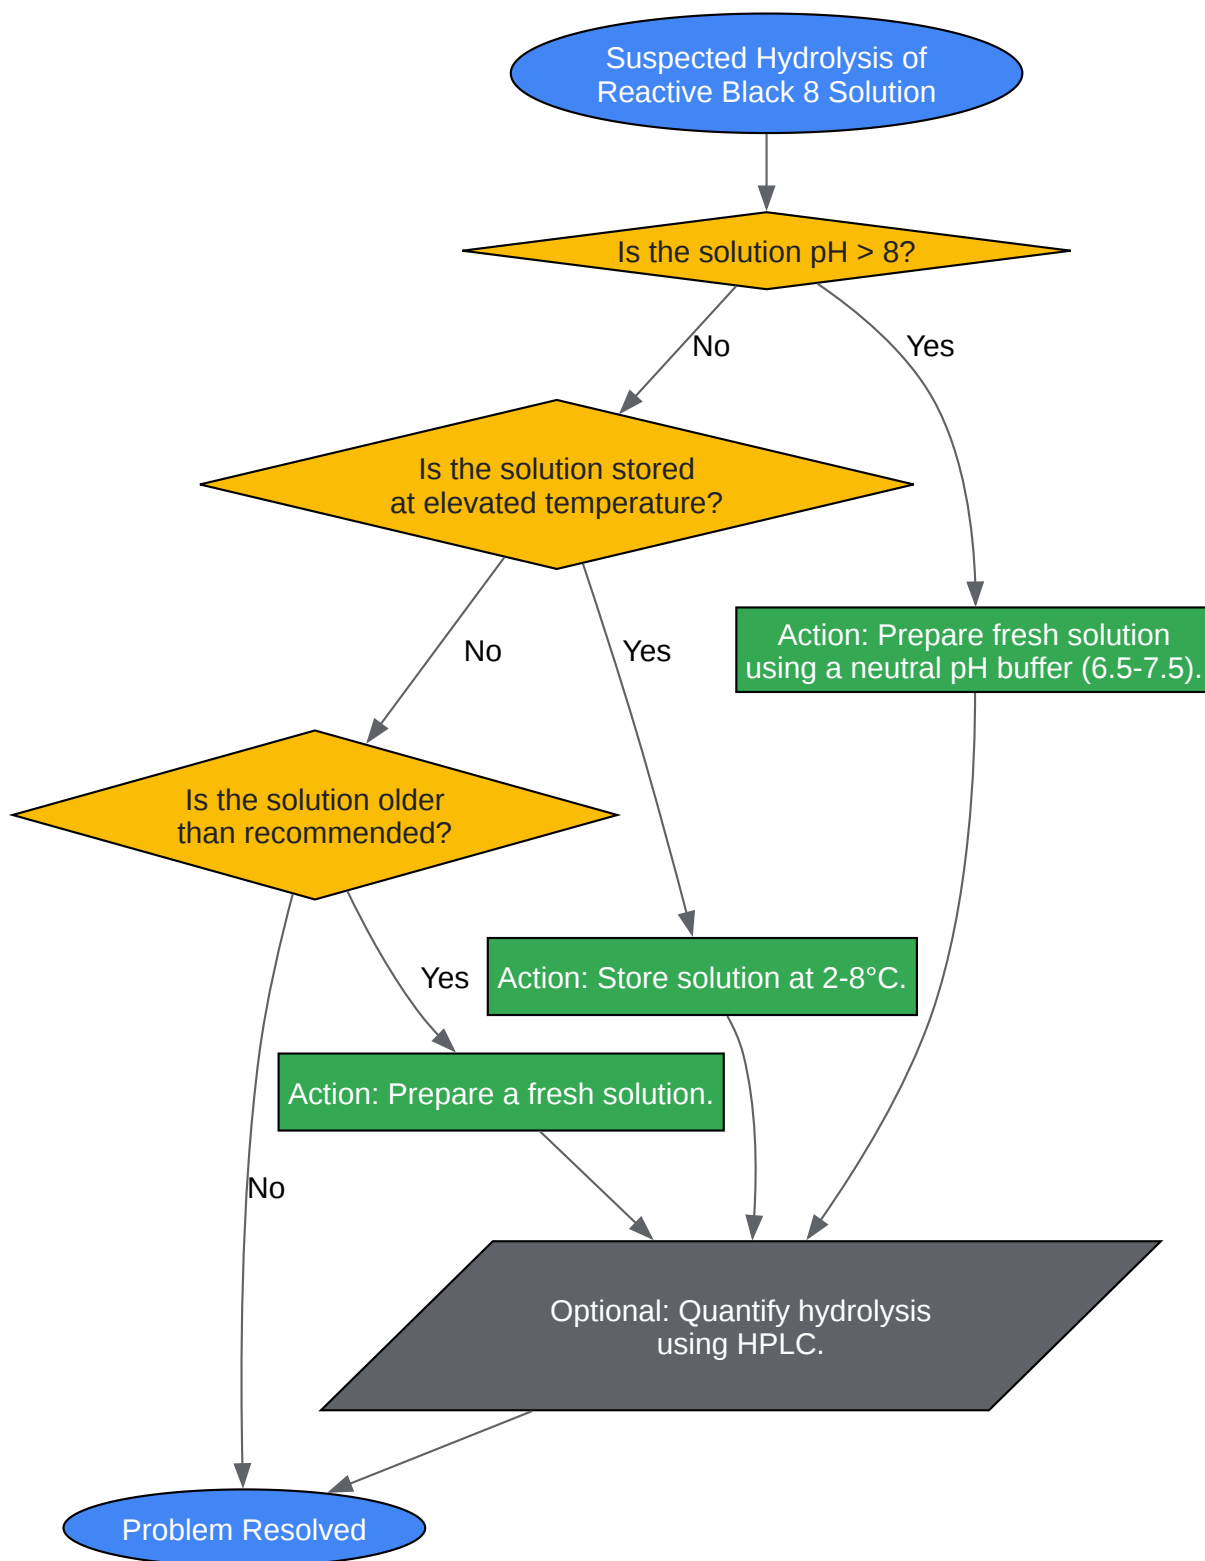 Suspected Hydrolysis of
Reactive Black 8 Solution
Is the solution pH > 8?
No
Yes
Is the solution stored
at elevated temperature?
Action: Prepare fresh solution
using a neutral pH buffer (6.5-7.5).
No
Yes
Is the solution older
than recommended?
Yes
Action: Store solution at 2-8°C.
Action: Prepare a fresh solution.
No
Optional: Quantify hydrolysis
using HPLC.
Problem Resolved